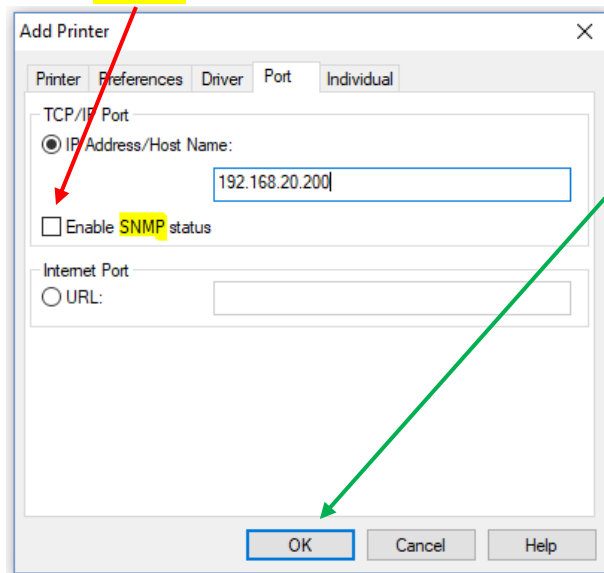 Add Printer
Printer Preferences Driver Port Individual
TCP/IP Port
IP Address/Host Name:
192.168.20.200
Enable SNMP status
Internet Port
URL:
OK Cancel Help